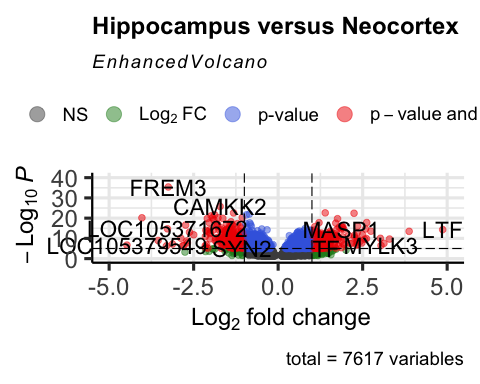 Hippocampus versus Neocortex
EnhancedVolcano
NS Log2 FC p-value p – value and
40
30
20
10
0
– Log10 P
FREM3
CAMKK2
LOC105371672 MASP1 LTF
LOC105379549 SYN2 TF MYLK3
-5.0 -2.5 0.0 2.5 5.0
Log2 fold change
total = 7617 variables